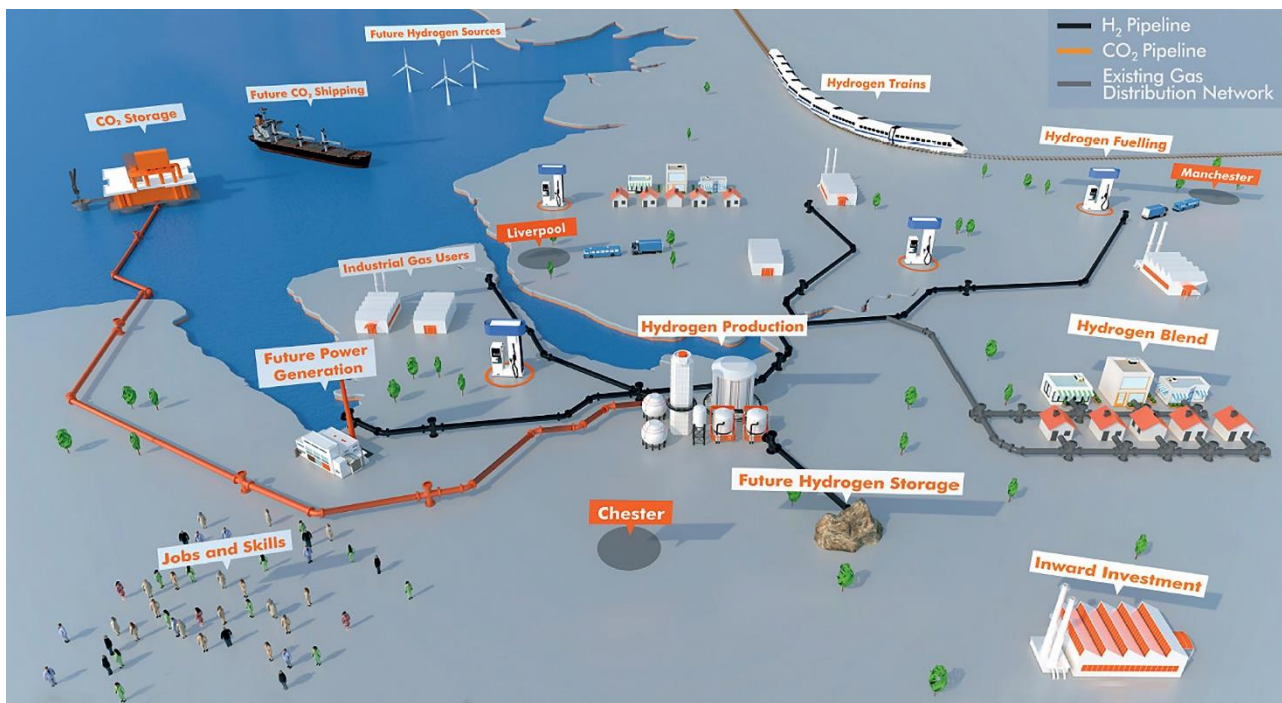 Future Hydrogen Sources
H₂ Pipeline
CO₂ Pipeline
Existing Gas
Distribution Network
Future CO₂ Shipping
Hydrogen Trains
CO₂ Storage
Hydrogen Fuelling
Manchester
Liverpool
Industrial Gas Users
Hydrogen Production
Hydrogen Blend
Future Power
Generation
Future Hydrogen Storage
Chester
Jobs and Skills
Inward Investment